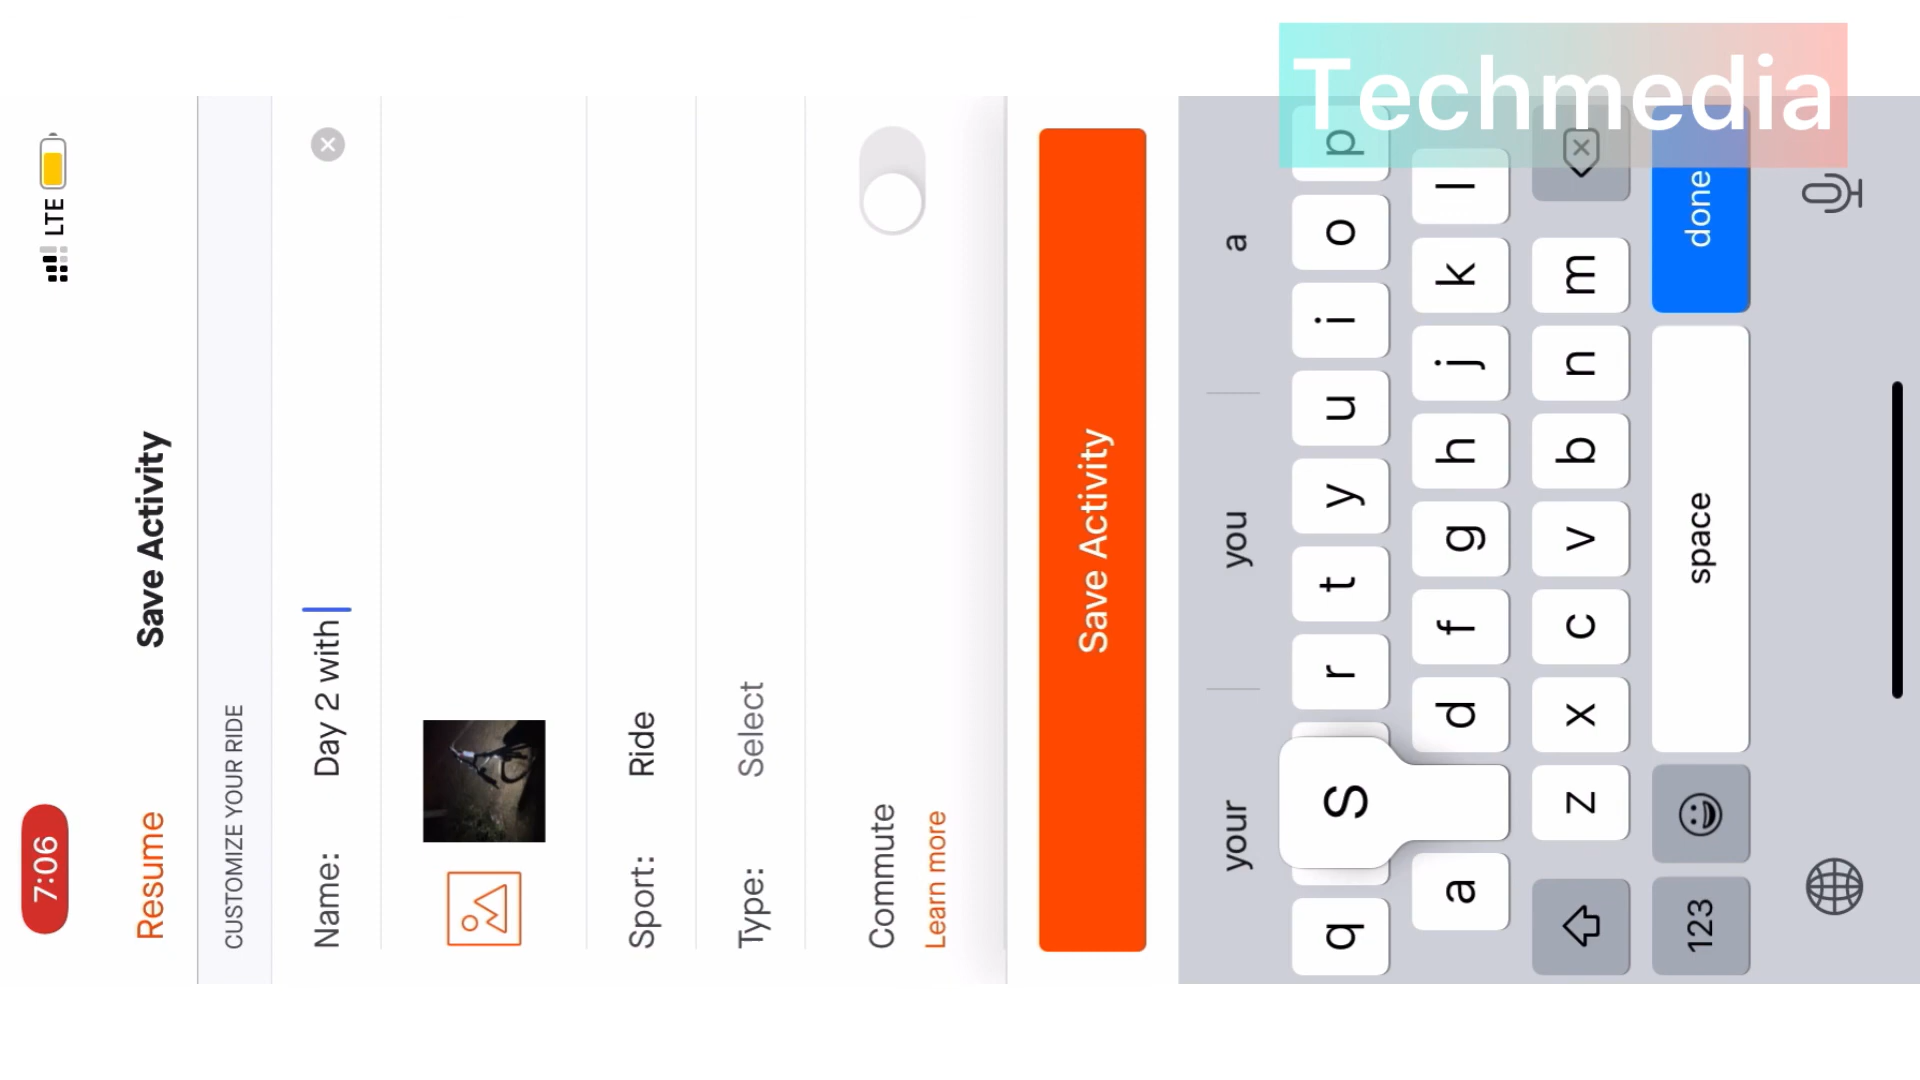 Techmedia
7:06 LTE
Resume Save Activity
CUSTOMIZE YOUR RIDE
Name: Day 2 with
Sport: Ride
Type: Select
Commute
Learn more
Save Activity
your you a
q r t y u i o p
a S d f g h j k l
z x c v b n m
123 space done